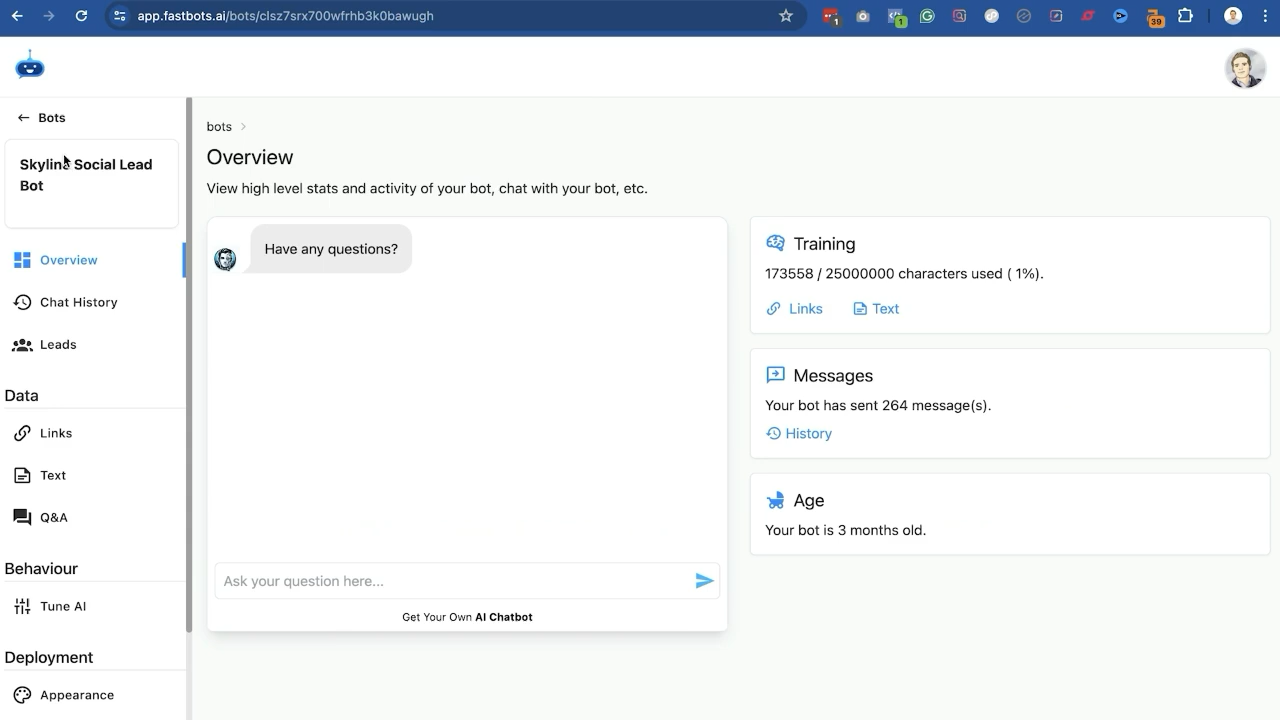 app.fastbots.ai/bots/clsz7srx700wfrhb3k0bawugh
1
1
39
Bots
Skyline Social Lead
Bot
Overview
Chat History
Leads
Data
Links
Text
Q&A
Behaviour
Tune AI
Deployment
Appearance
bots
Overview
View high level stats and activity of your bot, chat with your bot, etc.
Have any questions?
Ask your question here...
Get Your Own AI Chatbot
Training
173558 / 25000000 characters used ( 1%).
Links Text
Messages
Your bot has sent 264 message(s).
History
Age
Your bot is 3 months old.